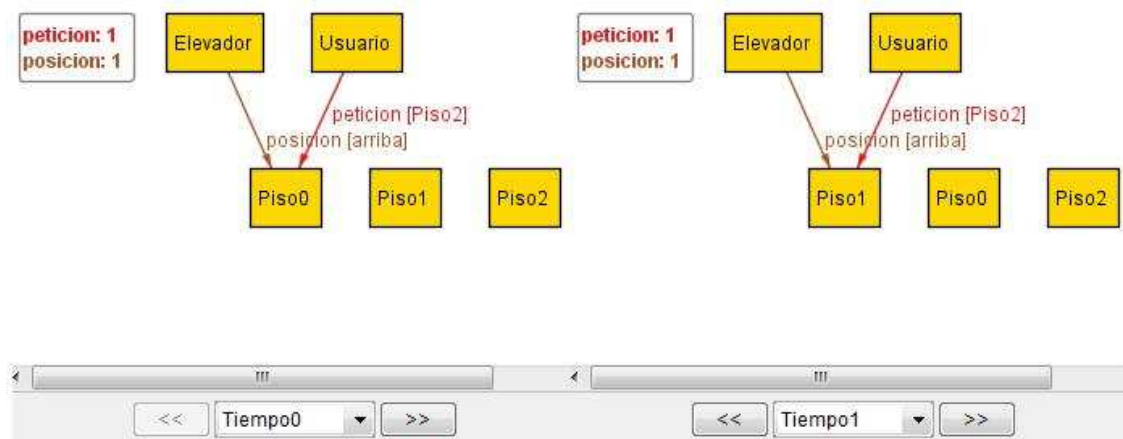 peticion: 1
posicion: 1
Elevador
Usuario
peticion [Piso2]
posicion [arriba]
Piso0
Piso1
Piso2
<<
Tiempo0
>>
peticion: 1
posicion: 1
Elevador
Usuario
peticion [Piso2]
posicion [arriba]
Piso1
Piso0
Piso2
<<
Tiempo1
>>